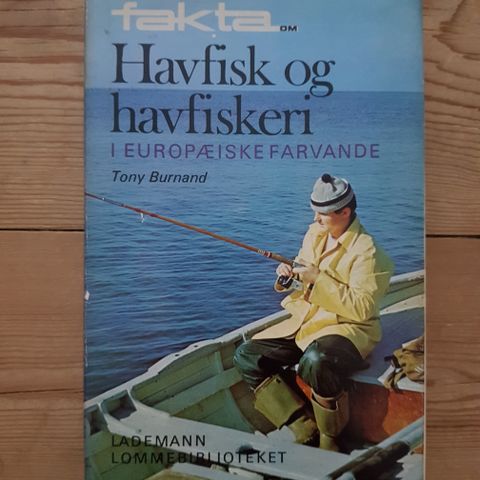 fakta OM
Havfisk og
havfiskeri
I EUROPÆISKE FARVANDE
Tony Burnand
LADEMANN
LOMMEBIBLIOTEKET